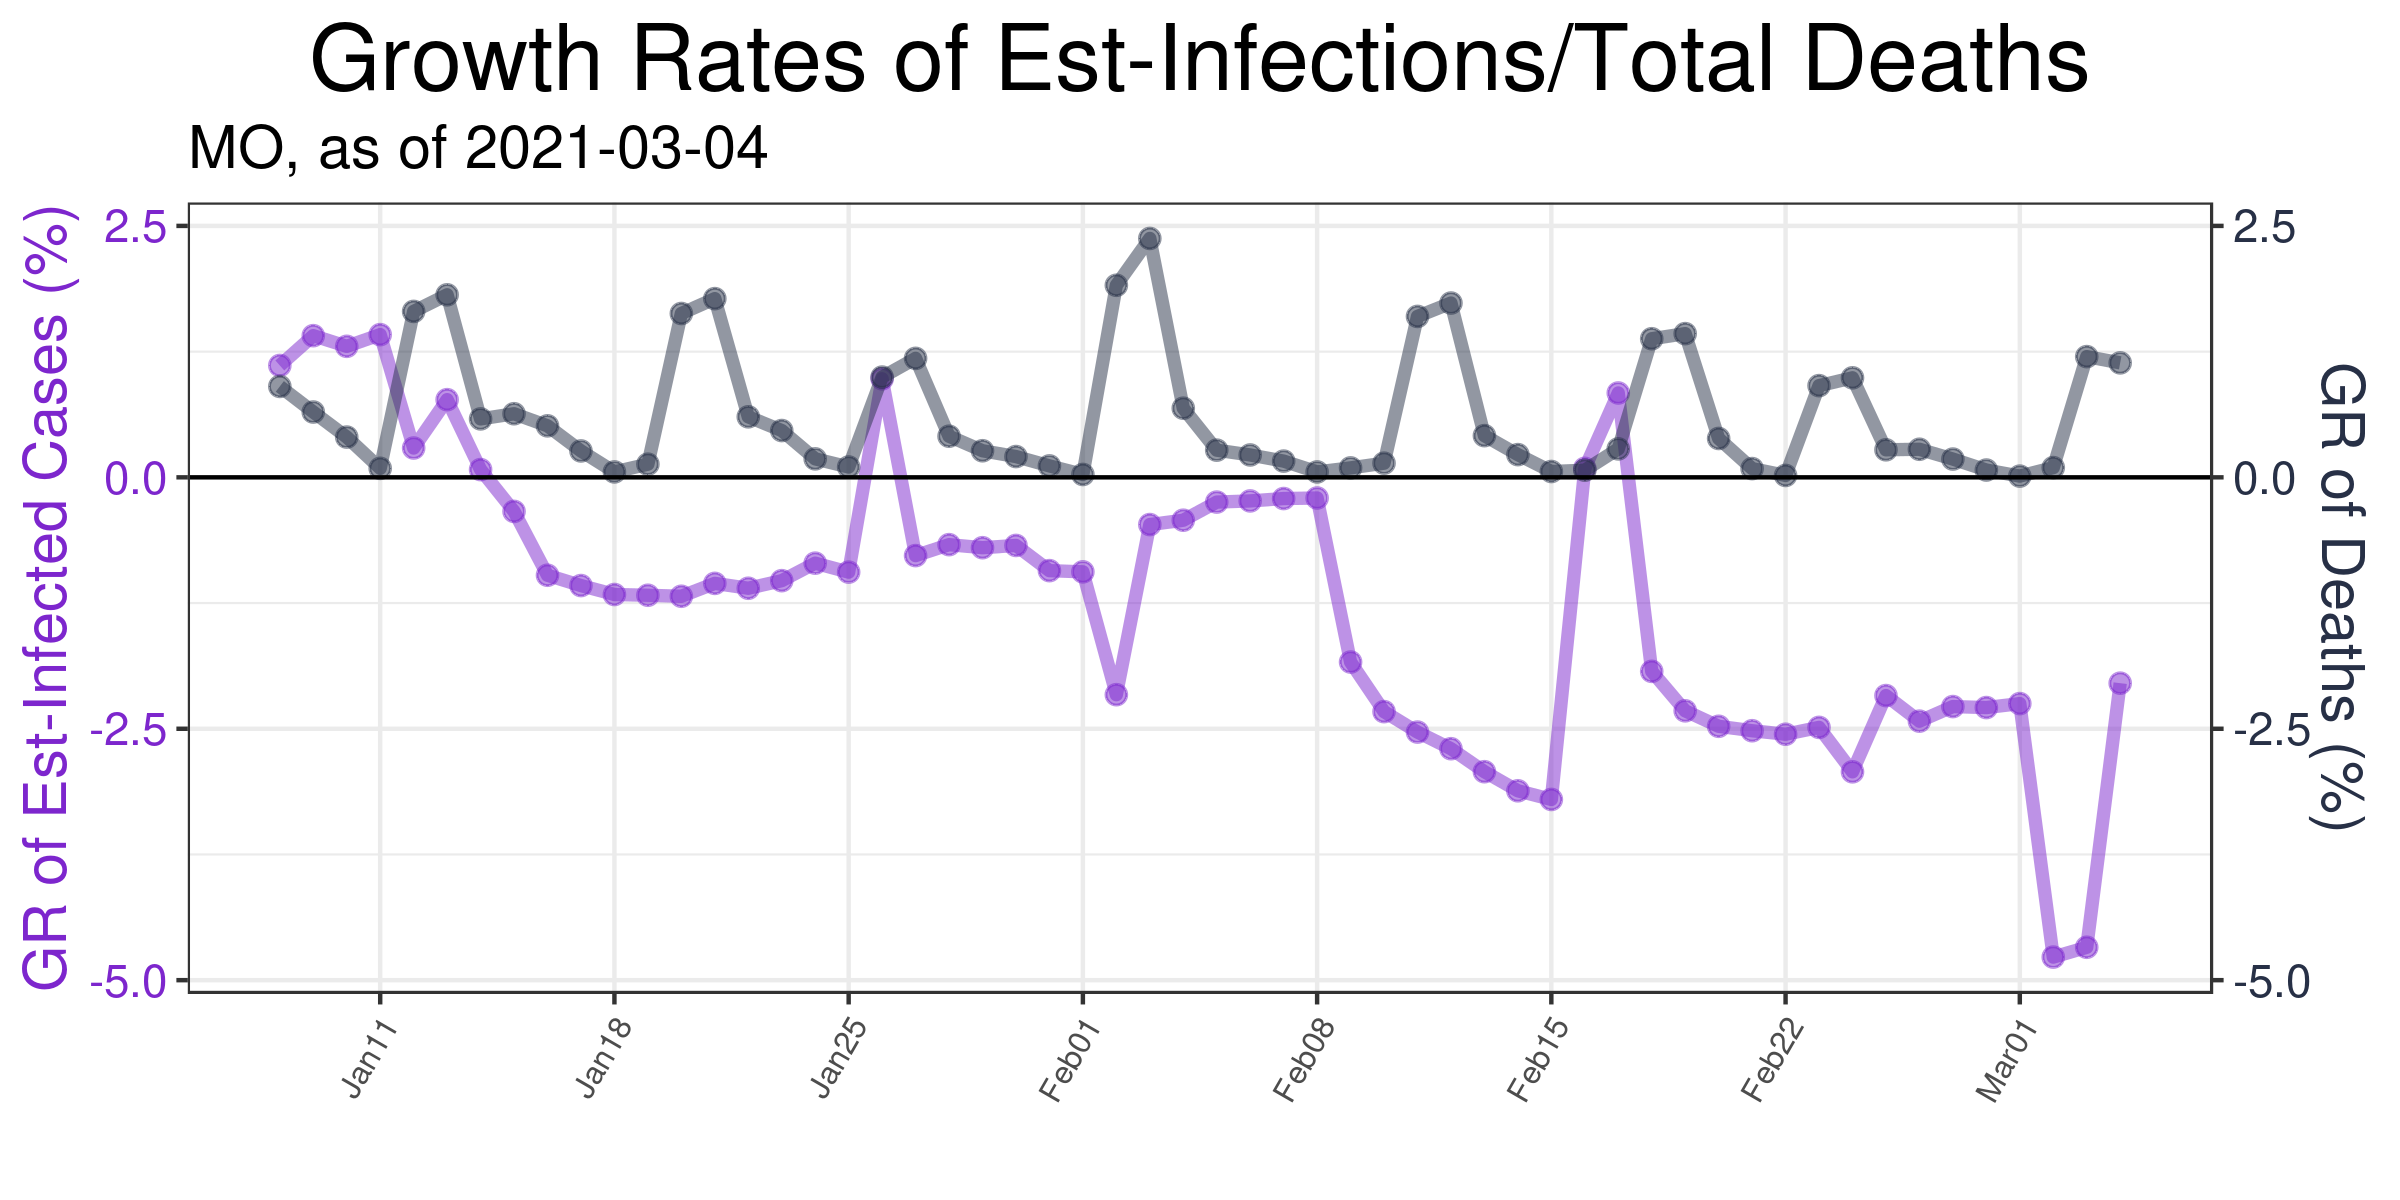 Growth Rates of Est-Infections/Total Deaths
MO, as of 2021-03-04
GR of Est-Infected Cases (%)
2.5
0.0
-2.5
-5.0
2.5
0.0
-2.5
-5.0
GR of Deaths (%)
Jan11
Jan18
Jan25
Feb01
Feb08
Feb15
Feb22
Mar01